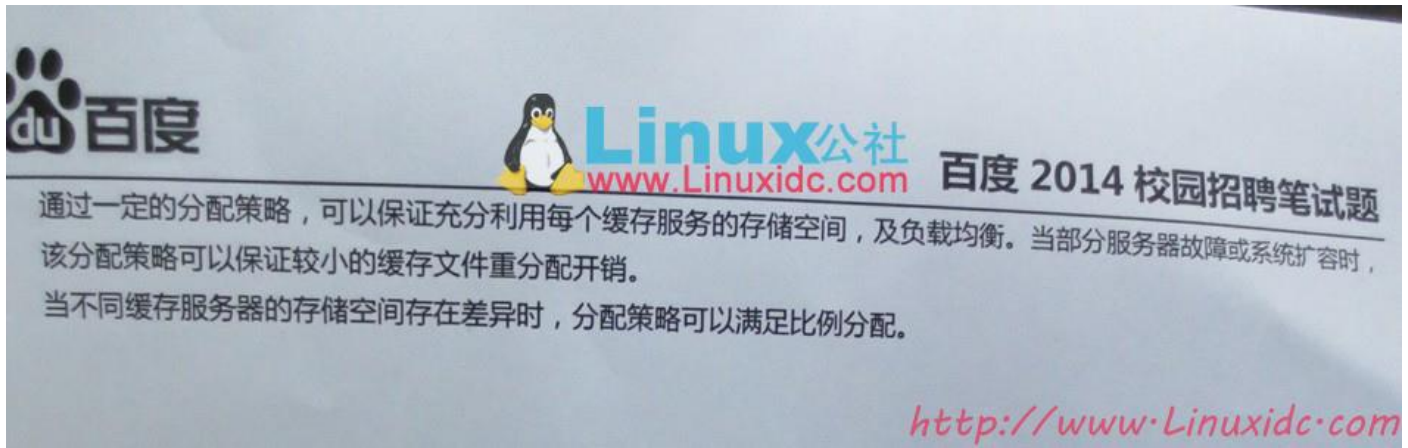 du百度
Linux公社
www.Linuxidc.com
百度 2014 校园招聘笔试题
通过一定的分配策略，可以保证充分利用每个缓存服务的存储空间，及负载均衡。当部分服务器故障或系统扩容时，
该分配策略可以保证较小的缓存文件重分配开销。
当不同缓存服务器的存储空间存在差异时，分配策略可以满足比例分配。
http://www.Linuxidc.com